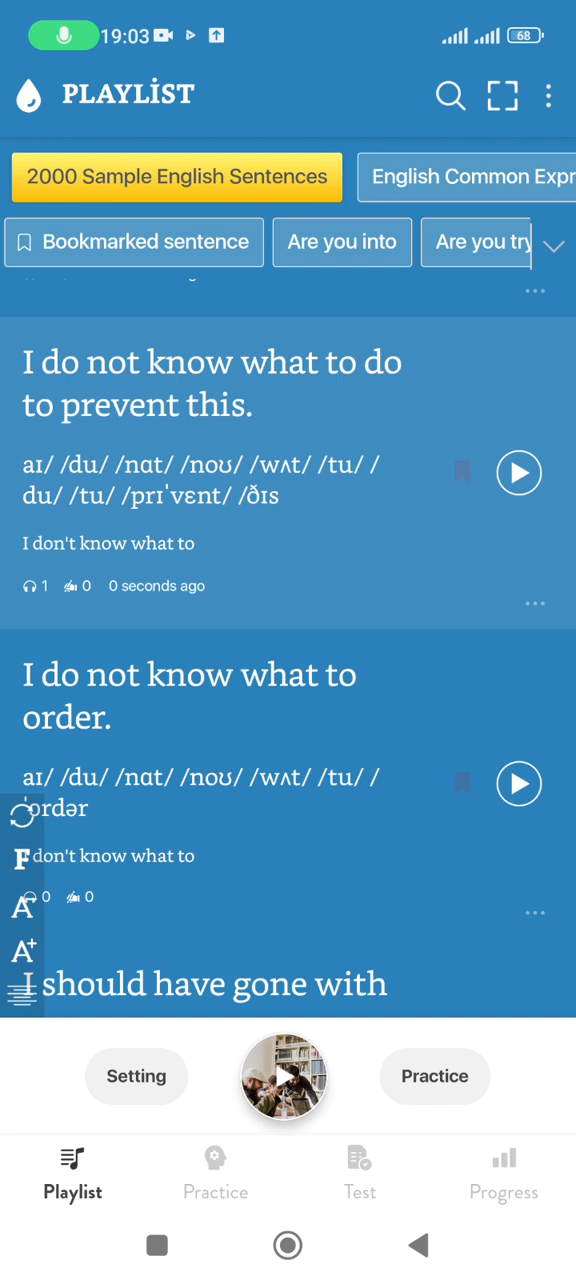 19:03
68
PLAYLİST
2000 Sample English Sentences
English Common Expr
Bookmarked sentence
Are you into
Are you try
I do not know what to do
to prevent this.
aɪ/ /du/ /nɑt/ /noʊ/ /wʌt/ /tu/ /
du/ /tu/ /prɪˈvɛnt/ /ðɪs
I don't know what to
1 0 0 seconds ago
I do not know what to
order.
aɪ/ /du/ /nɑt/ /noʊ/ /wʌt/ /tu/ /
ˈɔrdər
F
I don't know what to
0 0
A
A+
I should have gone with
Setting
Practice
Playlist
Practice
Test
Progress